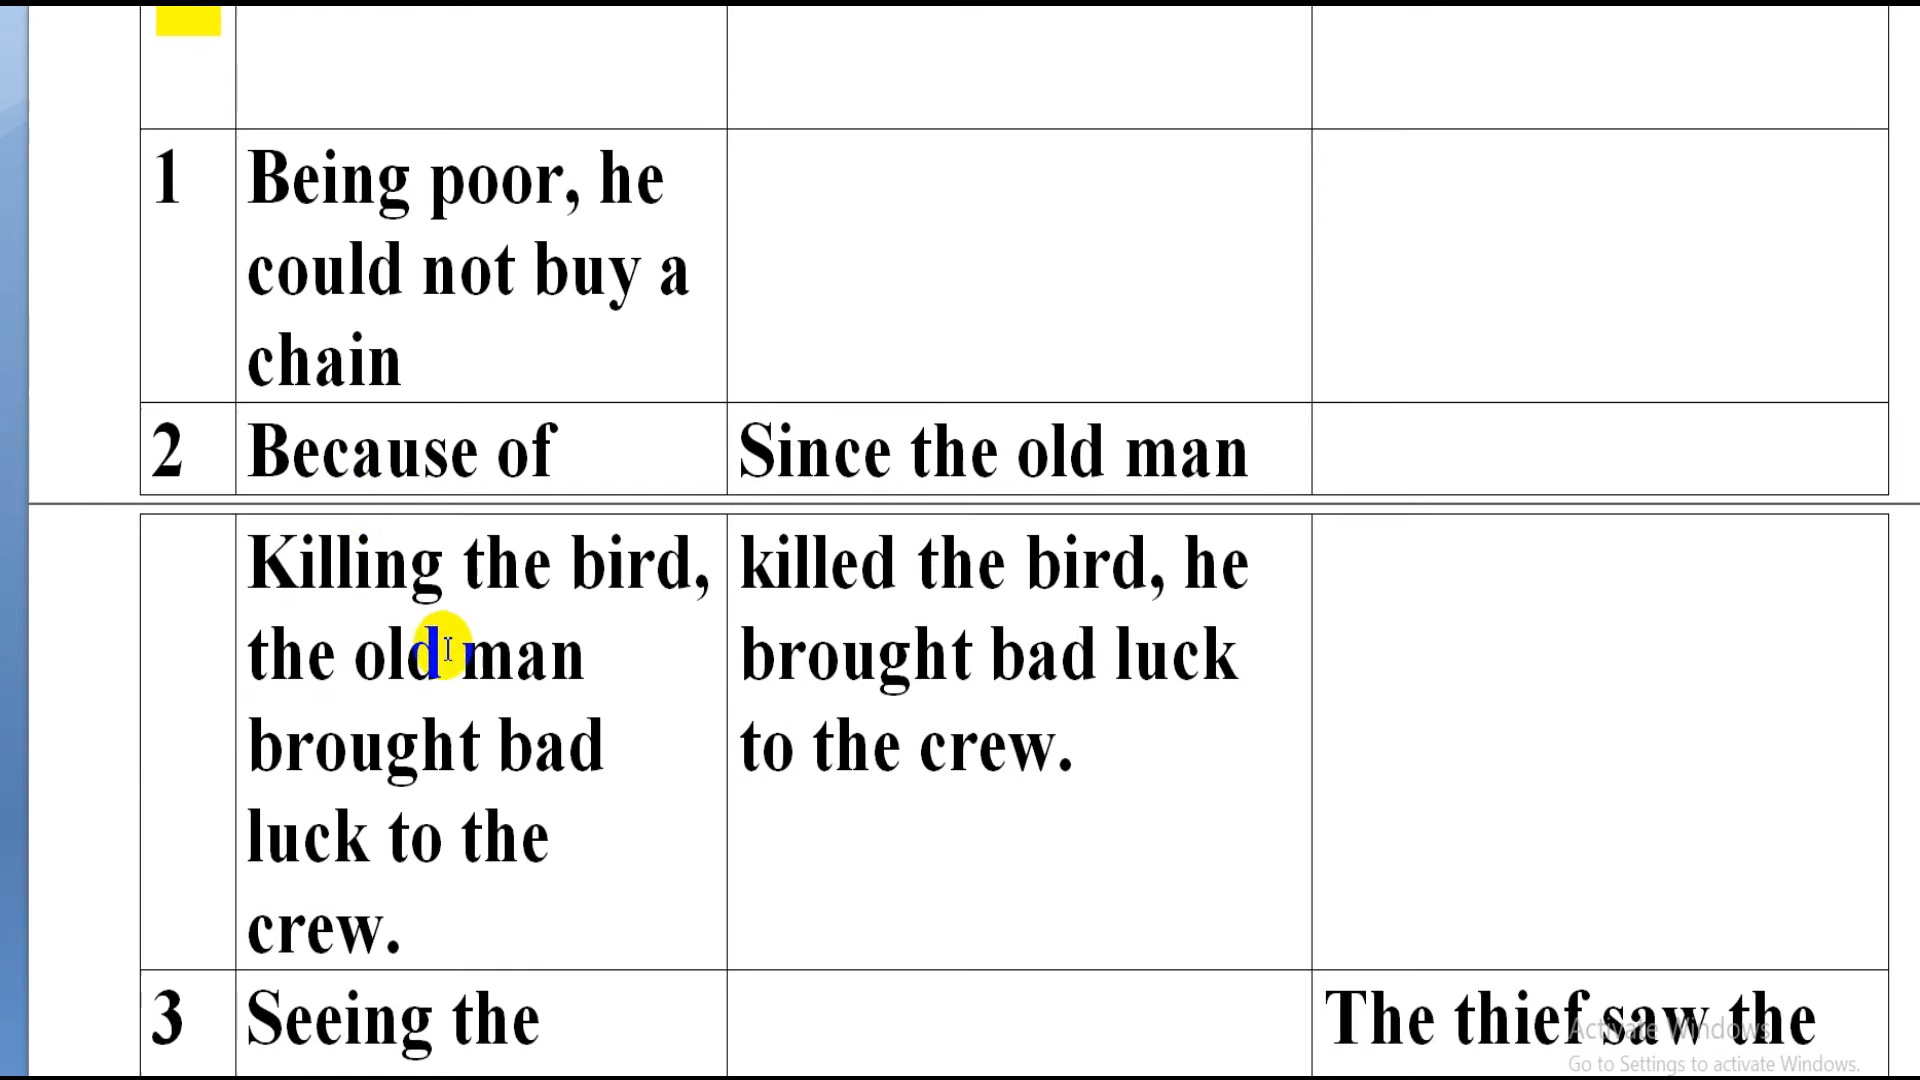 1
Being poor, he
could not buy a
chain
2
Because of
Killing the bird,
the old man
brought bad
luck to the
crew.
Since the old man
killed the bird, he
brought bad luck
to the crew.
3
Seeing the
The thief saw the
Activate Windows
Go to Settings to activate Windows.